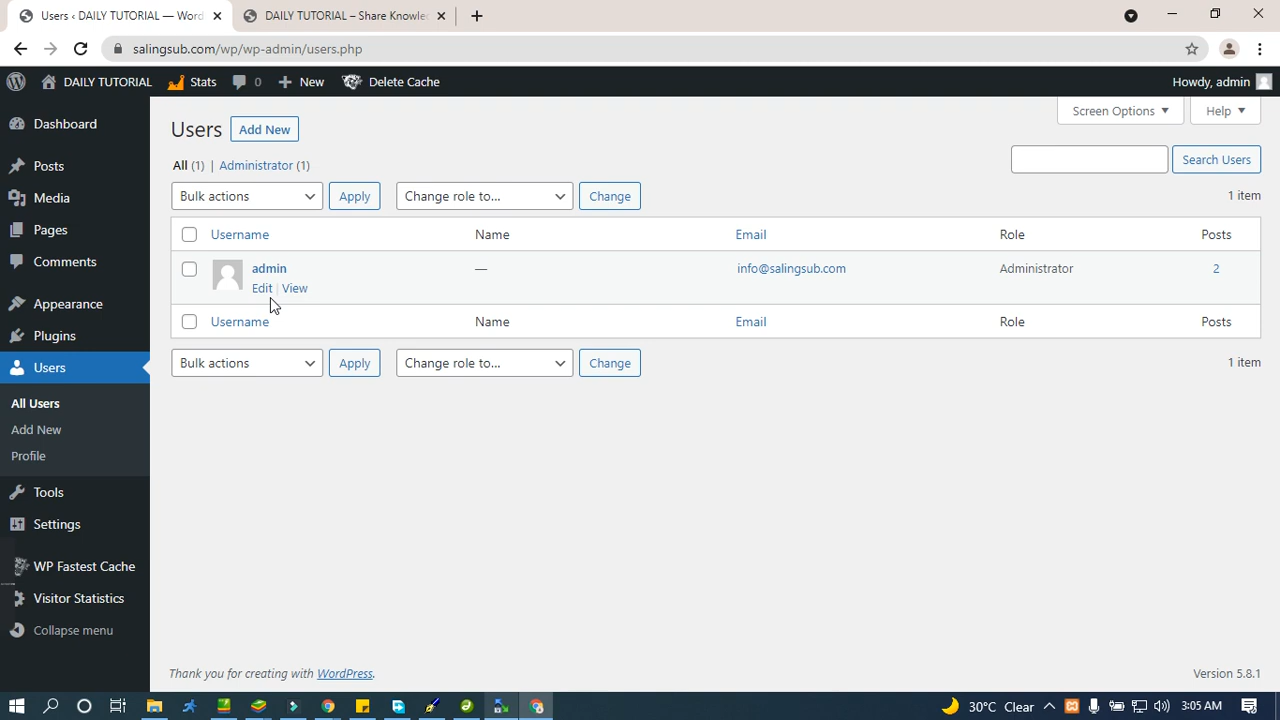 Users ‹ DAILY TUTORIAL — Word
DAILY TUTORIAL – Share Knowle
salingsub.com/wp/wp-admin/users.php
DAILY TUTORIAL Stats 0 New Delete Cache Howdy, admin
Screen Options Help
Dashboard
Posts
Media
Pages
Comments
Appearance
Plugins
Users
All Users
Add New
Profile
Tools
Settings
WP Fastest Cache
Visitor Statistics
Collapse menu
Users Add New
All (1) | Administrator (1)
Search Users
Bulk actions Apply Change role to... Change 1 item
Username Name Email Role Posts
admin — info@salingsub.com Administrator 2
Edit | View
Username Name Email Role Posts
Bulk actions Apply Change role to... Change 1 item
Thank you for creating with WordPress. Version 5.8.1
30°C Clear 3:05 AM